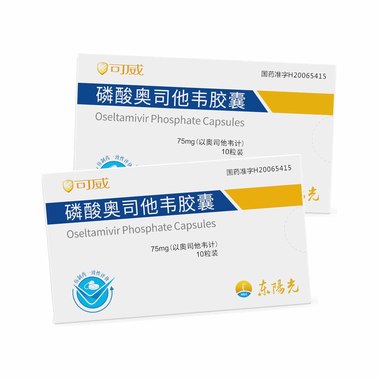 可威
国药准字H20065415
磷酸奥司他韦胶囊
Oseltamivir Phosphate Capsules
75mg(以奥司他韦计)
10粒装
可威
国药准字H20065415
磷酸奥司他韦胶囊
Oseltamivir Phosphate Capsules
75mg(以奥司他韦计)
10粒装
东陽光